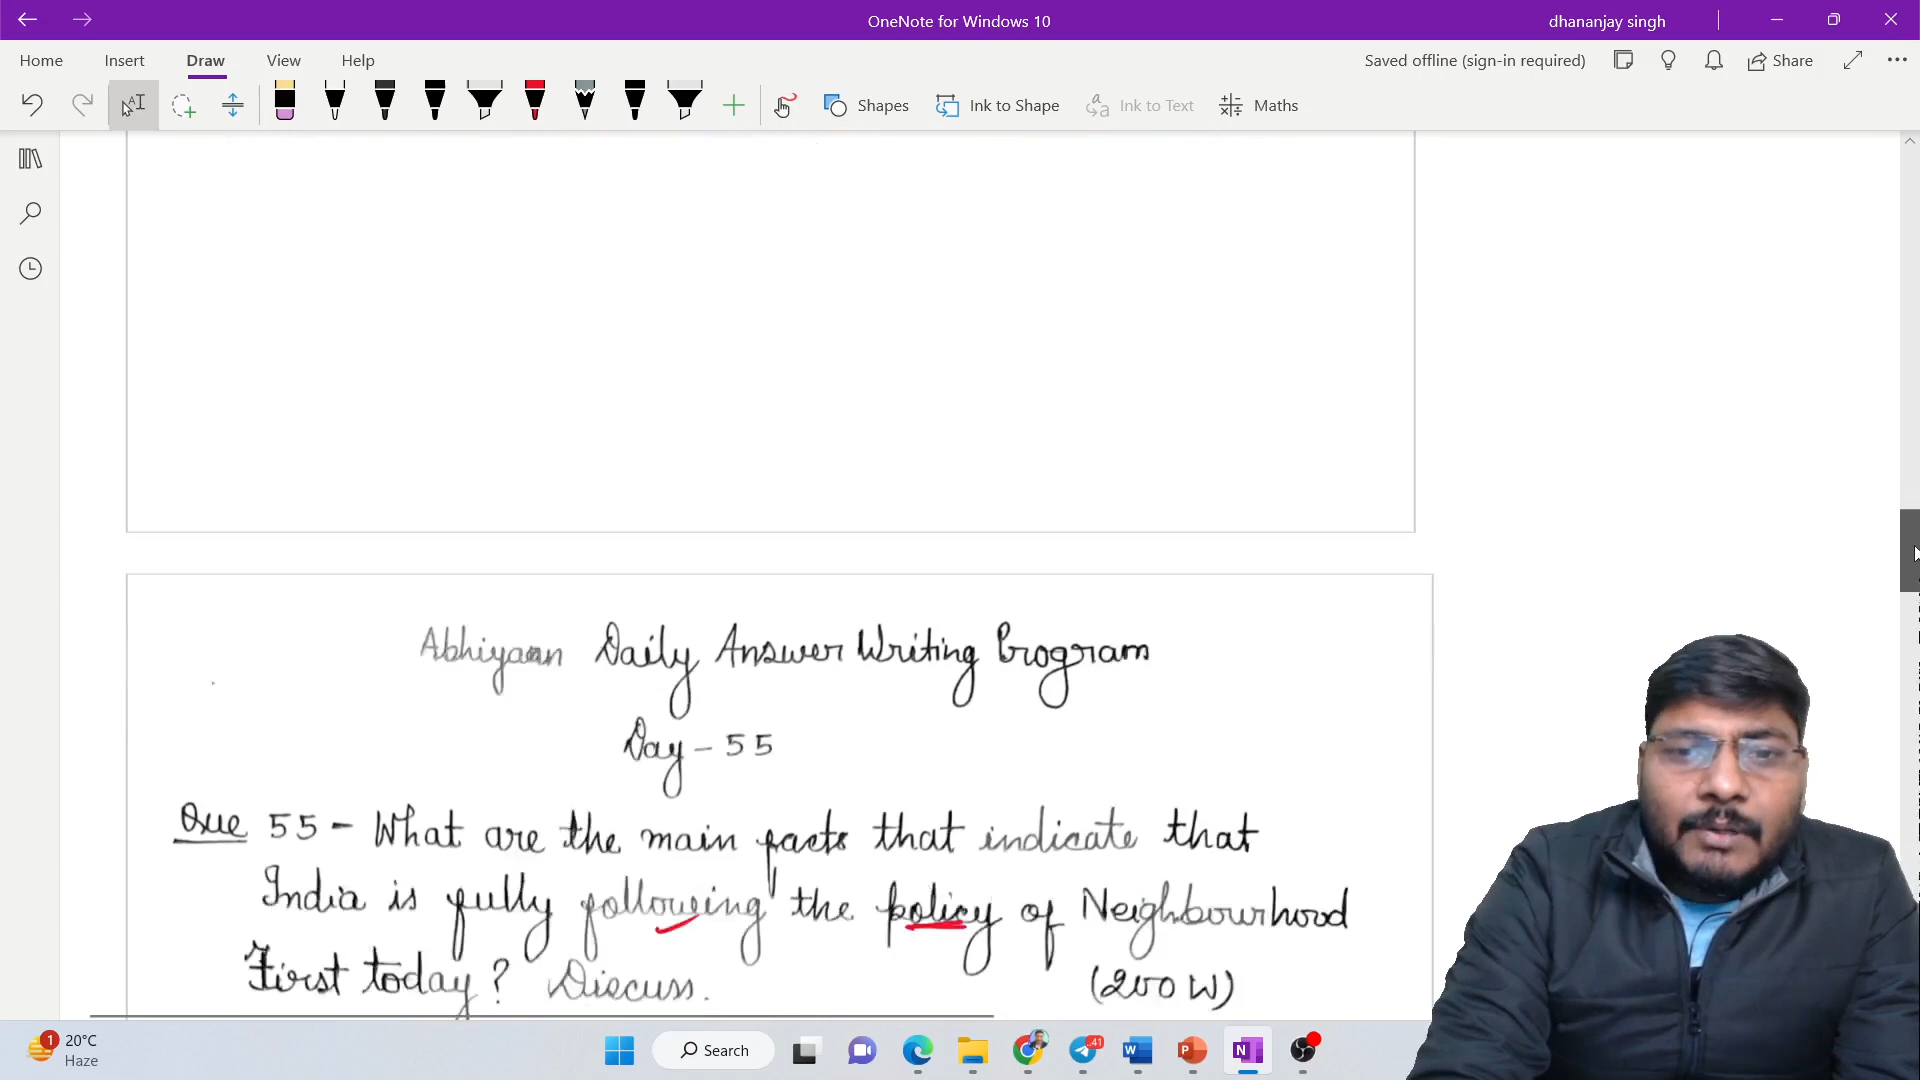 OneNote for Windows 10
dhananjay singh
Home
Insert
Draw
View
Help
Saved offline (sign-in required)
Share
Shapes
Ink to Shape
Ink to Text
Maths
Abhiyaan Daily Answer Writing Program
Day - 55
Que 55 - What are the main facts that indicate that
India is fully following the policy of Neighbourhood
First today? Discuss.
(200 W)
1
20°C
Haze
Search
41